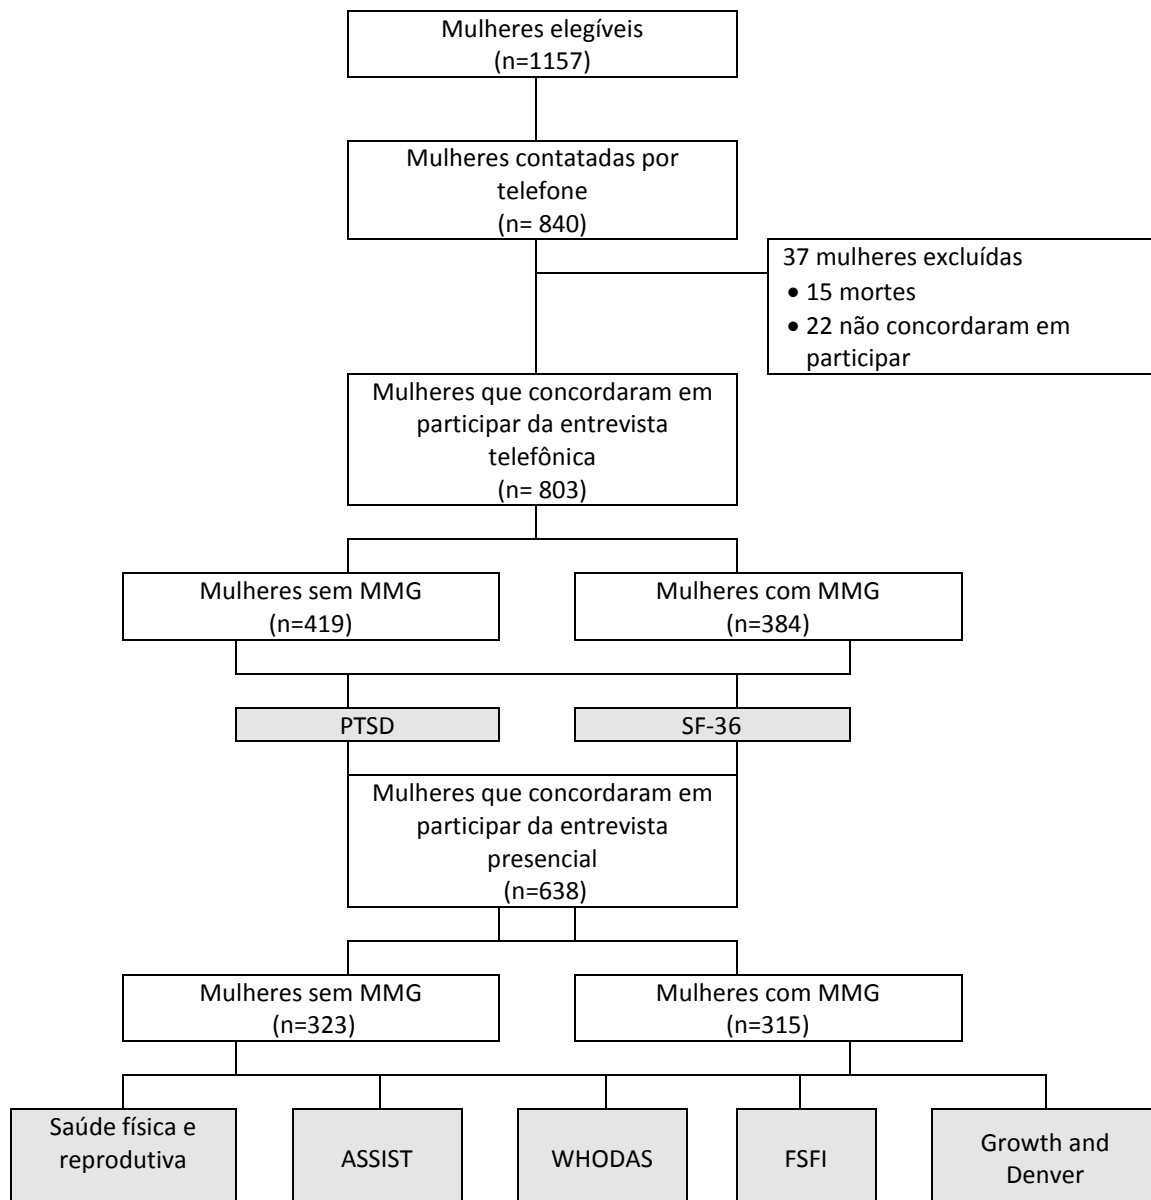 Mulheres elegíveis
(n=1157)
Mulheres contatadas por
telefone
(n= 840)
37 mulheres excluídas
• 15 mortes
• 22 não concordaram em
participar
Mulheres que concordaram em
participar da entrevista
telefônica
(n= 803)
Mulheres sem MMG
(n=419)
Mulheres com MMG
(n=384)
PTSD
SF-36
Mulheres que concordaram em
participar da entrevista
presencial
(n=638)
Mulheres sem MMG
(n=323)
Mulheres com MMG
(n=315)
Saúde física e
reprodutiva
ASSIST
WHODAS
FSFI
Growth and
Denver